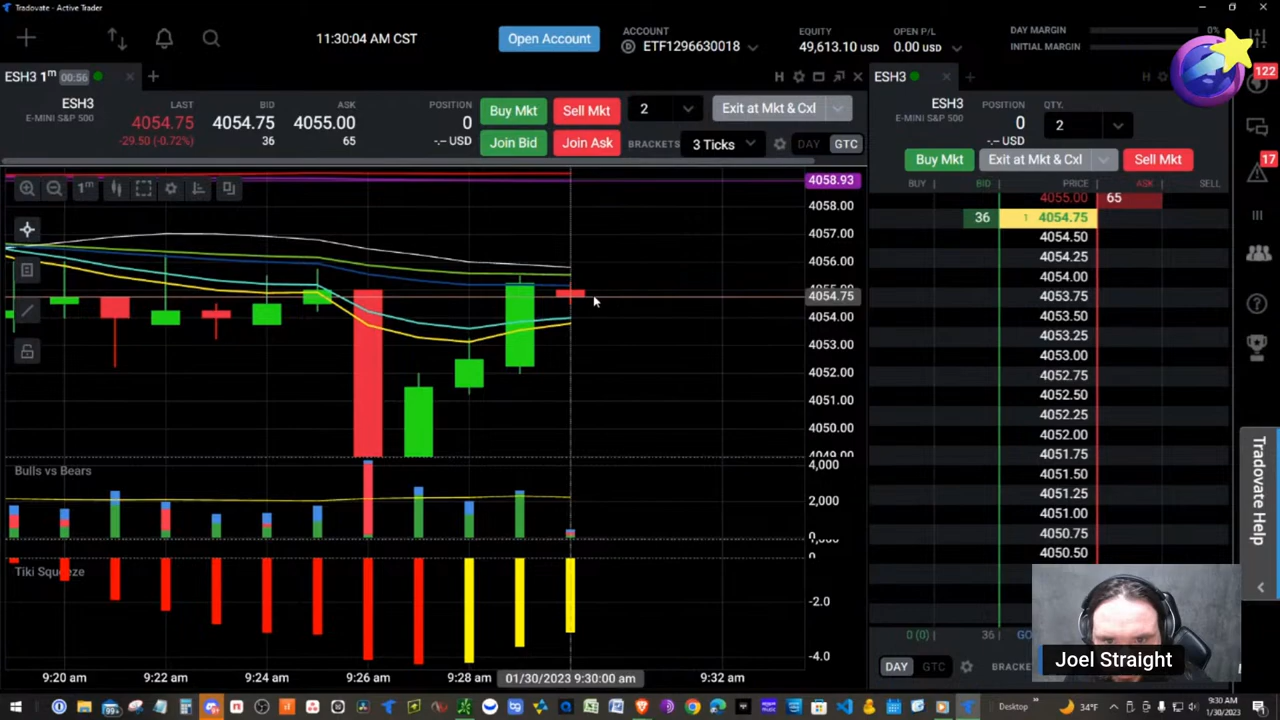 Tradovate - Active Trader
11:30:04 AM CST
Open Account
ACCOUNT
ETF1296630018
EQUITY
49,613.10 USD
OPEN P/L
0.00 USD
DAY MARGIN
0%
INITIAL MARGIN
122
17
ESH3 1m 00:56
ESH3
E-MINI S&P 500
LAST
4054.75
-29.50 (-0.72%)
BID
4054.75
36
ASK
4055.00
65
POSITION
0
-.-- USD
Buy Mkt
Sell Mkt
2
Exit at Mkt & Cxl
Join Bid
Join Ask
BRACKETS
3 Ticks
DAY
GTC
H
1m
4058.93
4058.00
4057.00
4056.00
4054.75
4054.00
4053.00
4052.00
4051.00
4050.00
4049.00
Bulls vs Bears
4,000
2,000
Tiki Squeeze
0
-2.0
-4.0
9:20 am
9:22 am
9:24 am
9:26 am
9:28 am
01/30/2023 9:30:00 am
9:32 am
ESH3
H
ESH3
E-MINI S&P 500
POSITION
0
-.-- USD
QTY.
2
Buy Mkt
Exit at Mkt & Cxl
Sell Mkt
BUY
BID
PRICE
ASK
SELL
4055.00 65
36 1 4054.75
4054.50
4054.25
4054.00
4053.75
4053.50
4053.25
4053.00
4052.75
4052.50
4052.25
4052.00
4051.75
4051.50
4051.25
4051.00
4050.75
4050.50
0 (0)
36
DAY
GTC
Tradovate Help
Joel Straight
99+
Desktop
34°F
9:30 AM
1/30/2023